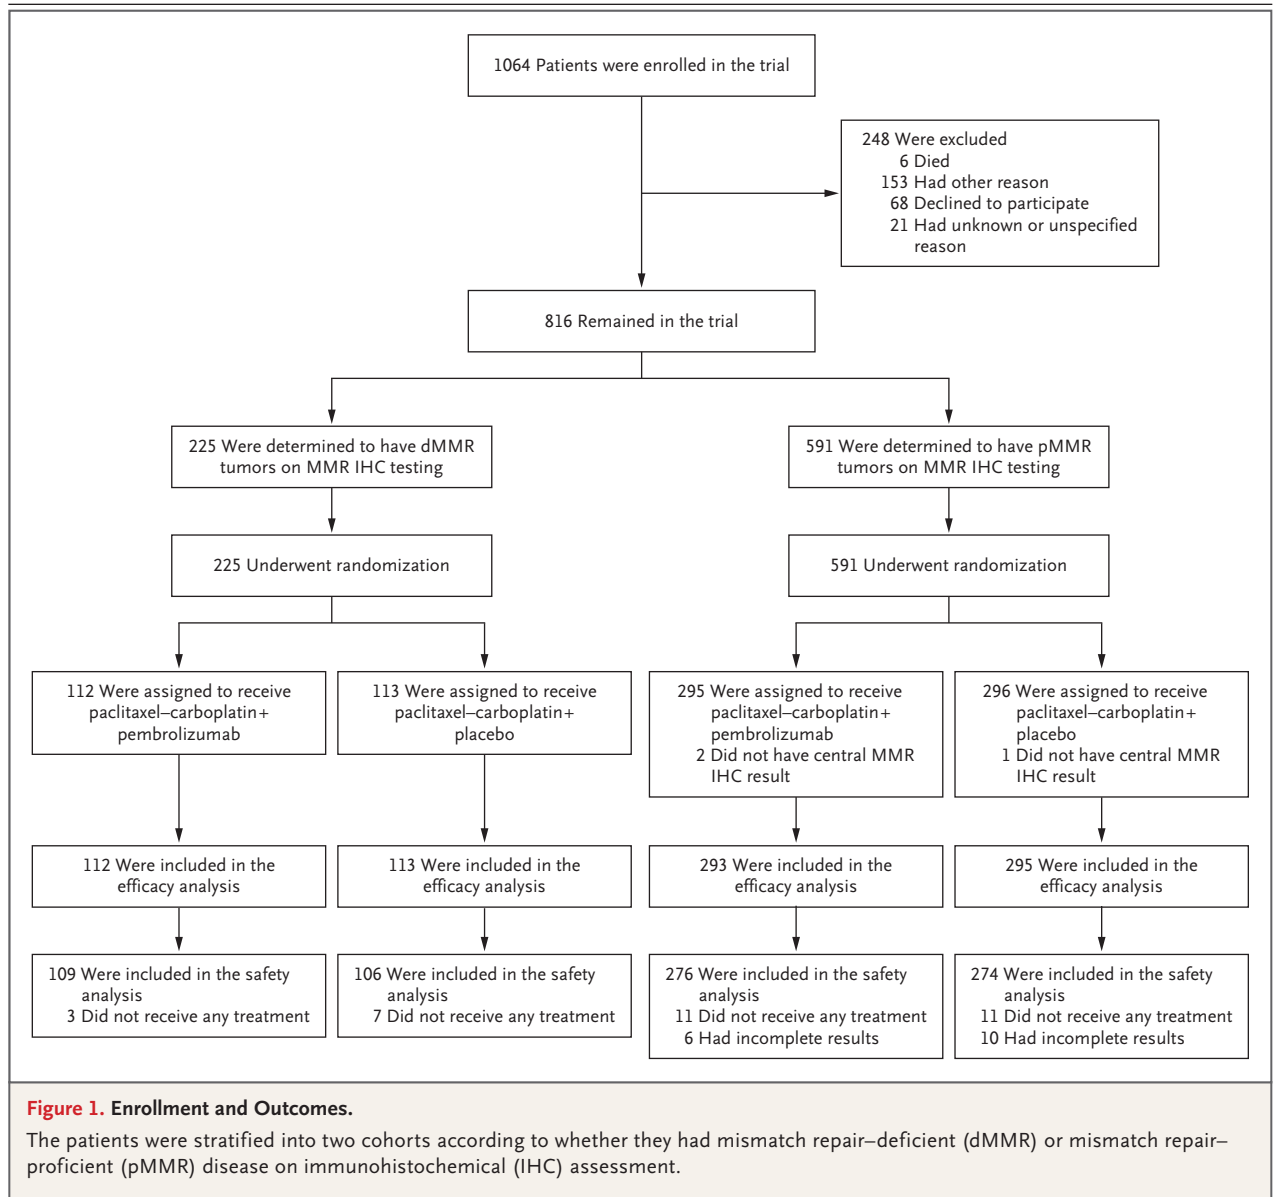 1064 Patients were enrolled in the trial
248 Were excluded
6 Died
153 Had other reason
68 Declined to participate
21 Had unknown or unspecified
reason
816 Remained in the trial
225 Were determined to have dMMR
tumors on MMR IHC testing
591 Were determined to have pMMR
tumors on MMR IHC testing
225 Underwent randomization
591 Underwent randomization
112 Were assigned to receive
paclitaxel–carboplatin+
pembrolizumab
113 Were assigned to receive
paclitaxel–carboplatin+
placebo
295 Were assigned to receive
paclitaxel–carboplatin+
pembrolizumab
2 Did not have central MMR
IHC result
296 Were assigned to receive
paclitaxel–carboplatin+
placebo
1 Did not have central MMR
IHC result
112 Were included in the
efficacy analysis
113 Were included in the
efficacy analysis
293 Were included in the
efficacy analysis
295 Were included in the
efficacy analysis
109 Were included in the safety
analysis
3 Did not receive any treatment
106 Were included in the safety
analysis
7 Did not receive any treatment
276 Were included in the safety
analysis
11 Did not receive any treatment
6 Had incomplete results
274 Were included in the safety
analysis
11 Did not receive any treatment
10 Had incomplete results
Figure 1. Enrollment and Outcomes.
The patients were stratified into two cohorts according to whether they had mismatch repair–deficient (dMMR) or mismatch repair–
proficient (pMMR) disease on immunohistochemical (IHC) assessment.